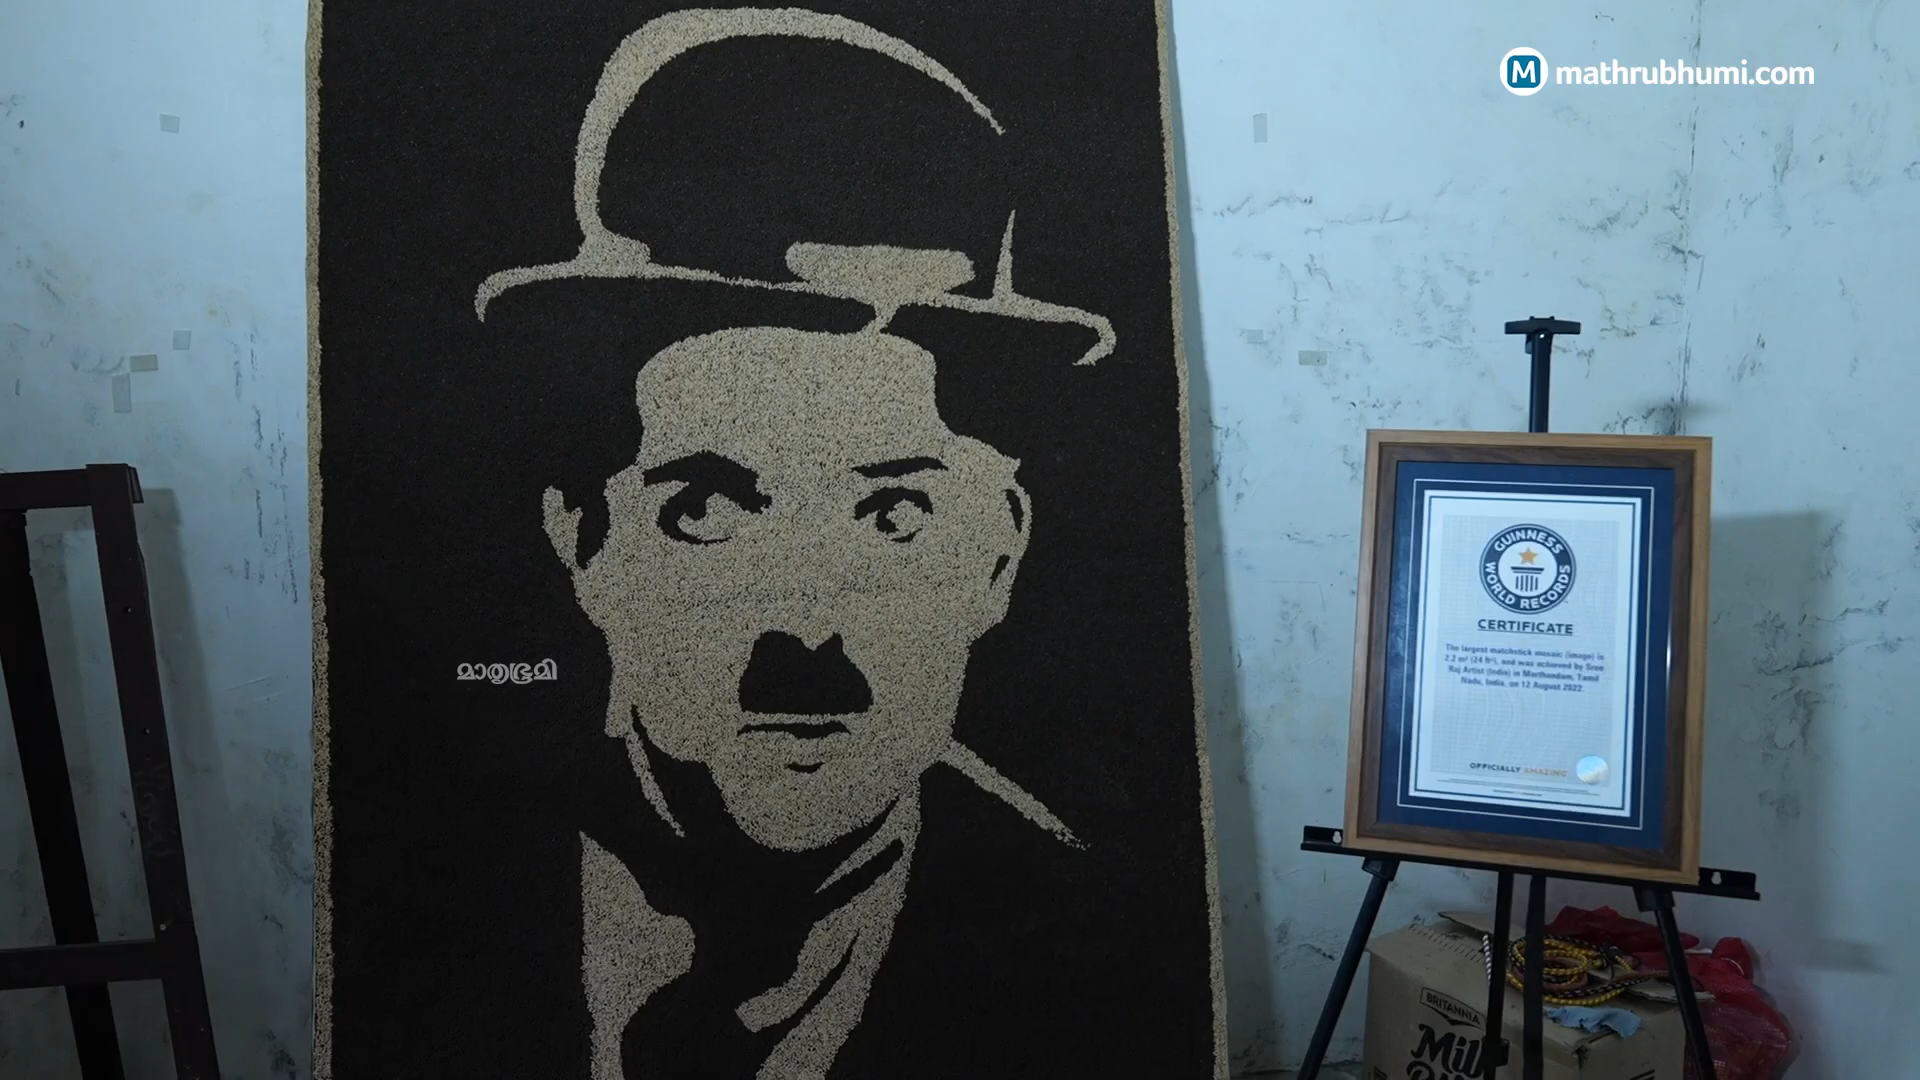 mathrubhumi.com
മാതൃഭൂമി
GUINNESS
WORLD RECORDS
CERTIFICATE
The largest matchstick mosaic (image) is
2.2 m² (24 ft²), and was achieved by Sree
Raj Artist (India) in Marthandam, Tamil
Nadu, India, on 12 August 2022.
OFFICIALLY AMAZING
BRITANNIA